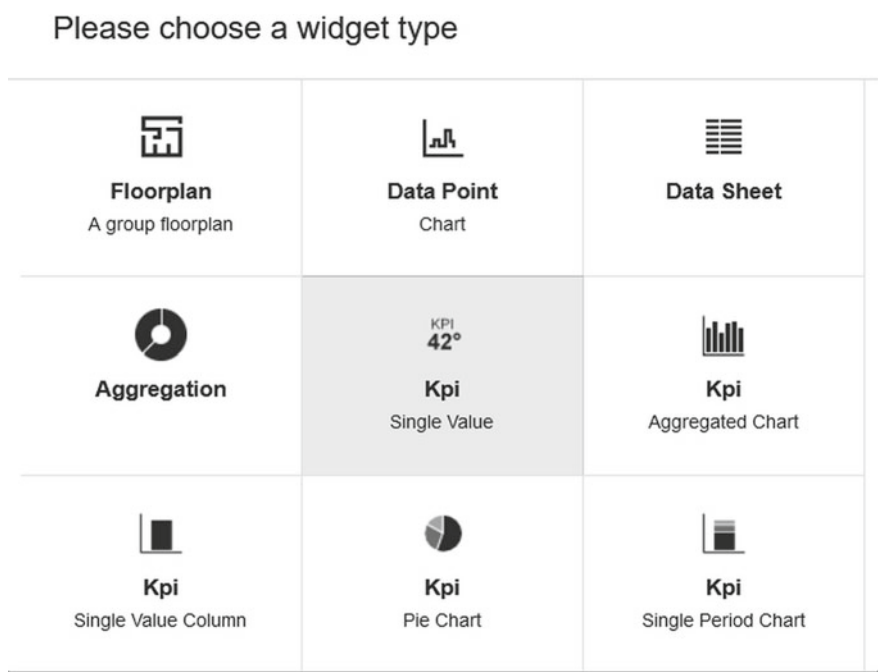 Please choose a widget type
Floorplan
A group floorplan
Data Point
Chart
Data Sheet
Aggregation
KPI
42°
Kpi
Single Value
Kpi
Aggregated Chart
Kpi
Single Value Column
Kpi
Pie Chart
Kpi
Single Period Chart